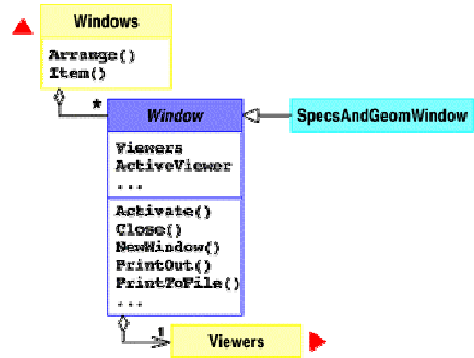 Windows
Arrange()
Item()
*
Window
SpecsAndGeomWindow
Viewers
ActiveViewer
...
Activate()
Close()
NewWindow()
PrintOut()
PrintToFile()
...
1
Viewers